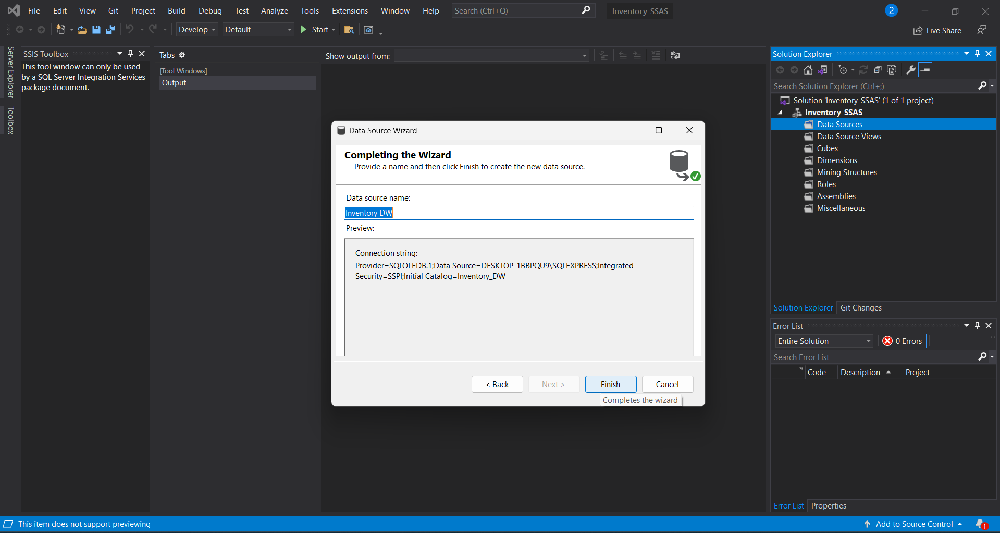 File Edit View Git Project Build Debug Test Analyze Tools Extensions Window Help Search (Ctrl+Q) Inventory_SSAS 2
Develop Default Start Live Share
Server Explorer
Toolbox
SSIS Toolbox
This tool window can only be used
by a SQL Server Integration Services
package document.
Tabs
[Tool Windows]
Output
Show output from:
Data Source Wizard
Completing the Wizard
Provide a name and then click Finish to create the new data source.
Data source name:
Inventory DW
Preview:
Connection string:
Provider=SQLOLEDB.1;Data Source=DESKTOP-1BBPQU9\SQLEXPRESS;Integrated
Security=SSPI;Initial Catalog=Inventory_DW
< Back Next > Finish Cancel
Completes the wizard
Solution Explorer
Search Solution Explorer (Ctrl+;)
Solution 'Inventory_SSAS' (1 of 1 project)
Inventory_SSAS
Data Sources
Data Source Views
Cubes
Dimensions
Mining Structures
Roles
Assemblies
Miscellaneous
Solution Explorer Git Changes
Error List
Entire Solution 0 Errors
Search Error List
Code Description Project
Error List Properties
This item does not support previewing Add to Source Control 1